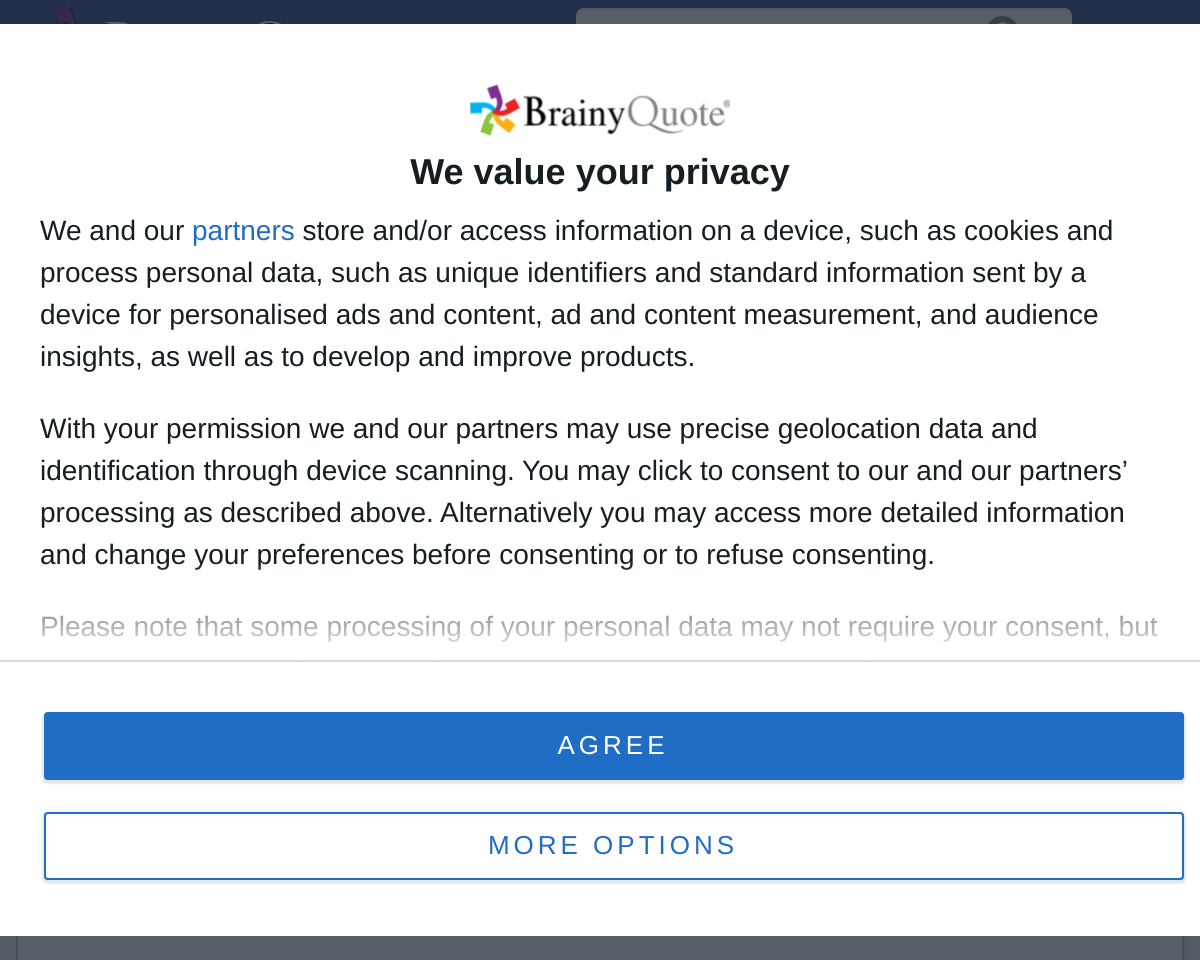 BrainyQuote®
We value your privacy
We and our partners store and/or access information on a device, such as cookies and
process personal data, such as unique identifiers and standard information sent by a
device for personalised ads and content, ad and content measurement, and audience
insights, as well as to develop and improve products.
With your permission we and our partners may use precise geolocation data and
identification through device scanning. You may click to consent to our and our partners’
processing as described above. Alternatively you may access more detailed information
and change your preferences before consenting or to refuse consenting.
Please note that some processing of your personal data may not require your consent, but
AGREE
MORE OPTIONS